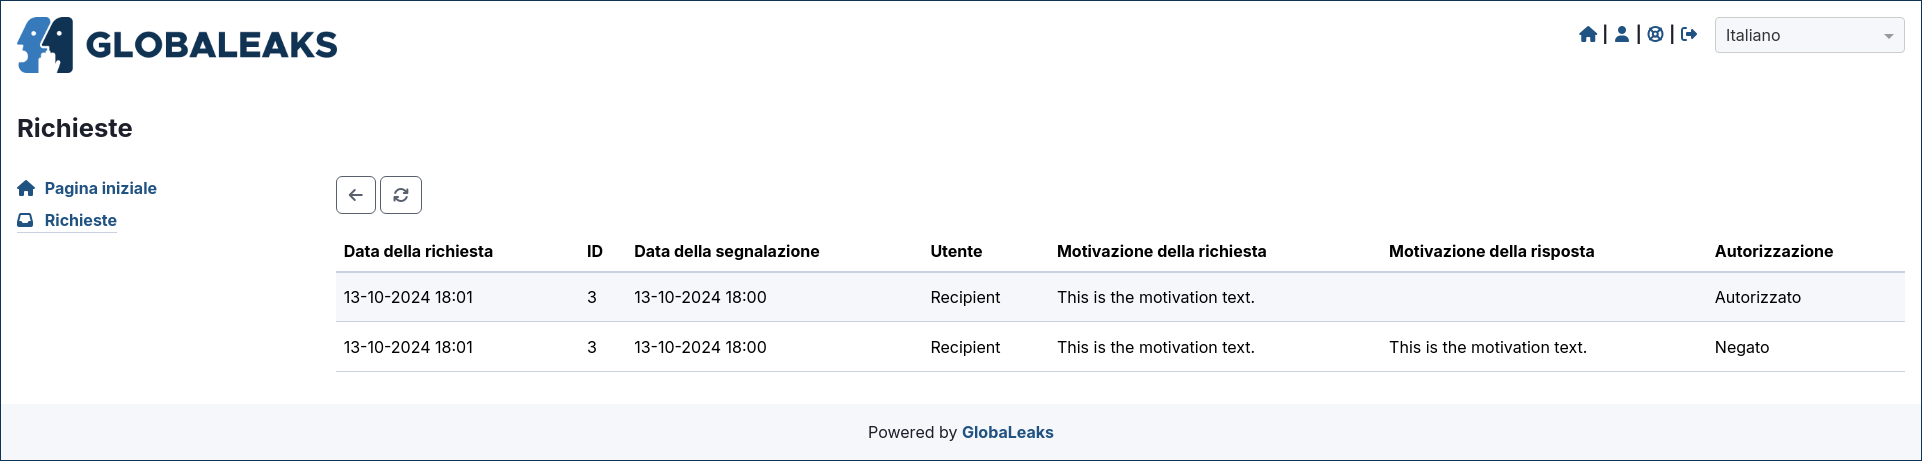 GLOBALEAKS
Italiano
Richieste
Pagina iniziale
Richieste
Data della richiesta ID Data della segnalazione Utente Motivazione della richiesta Motivazione della risposta Autorizzazione
13-10-2024 18:01 3 13-10-2024 18:00 Recipient This is the motivation text. Autorizzato
13-10-2024 18:01 3 13-10-2024 18:00 Recipient This is the motivation text. This is the motivation text. Negato
Powered by GlobaLeaks